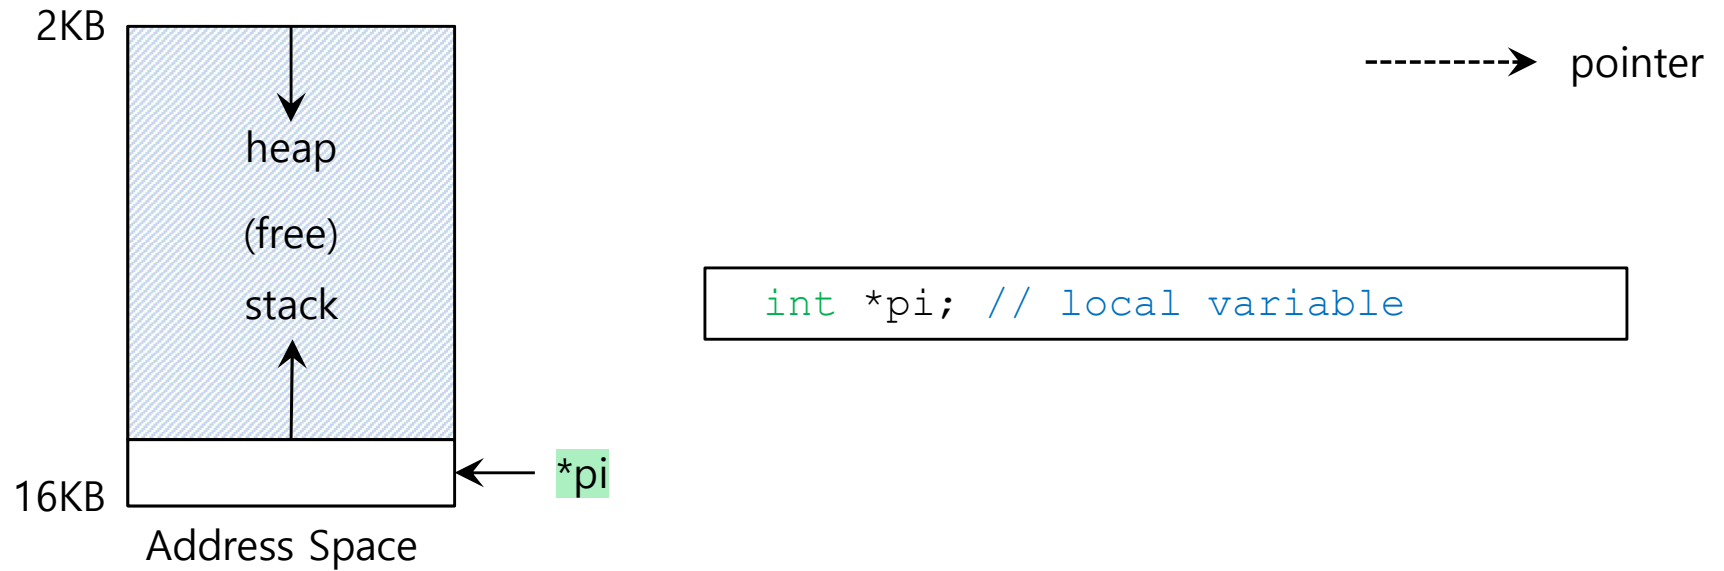 2KB
heap
(free)
stack
16KB
*pi
Address Space
pointer
int *pi; // local variable